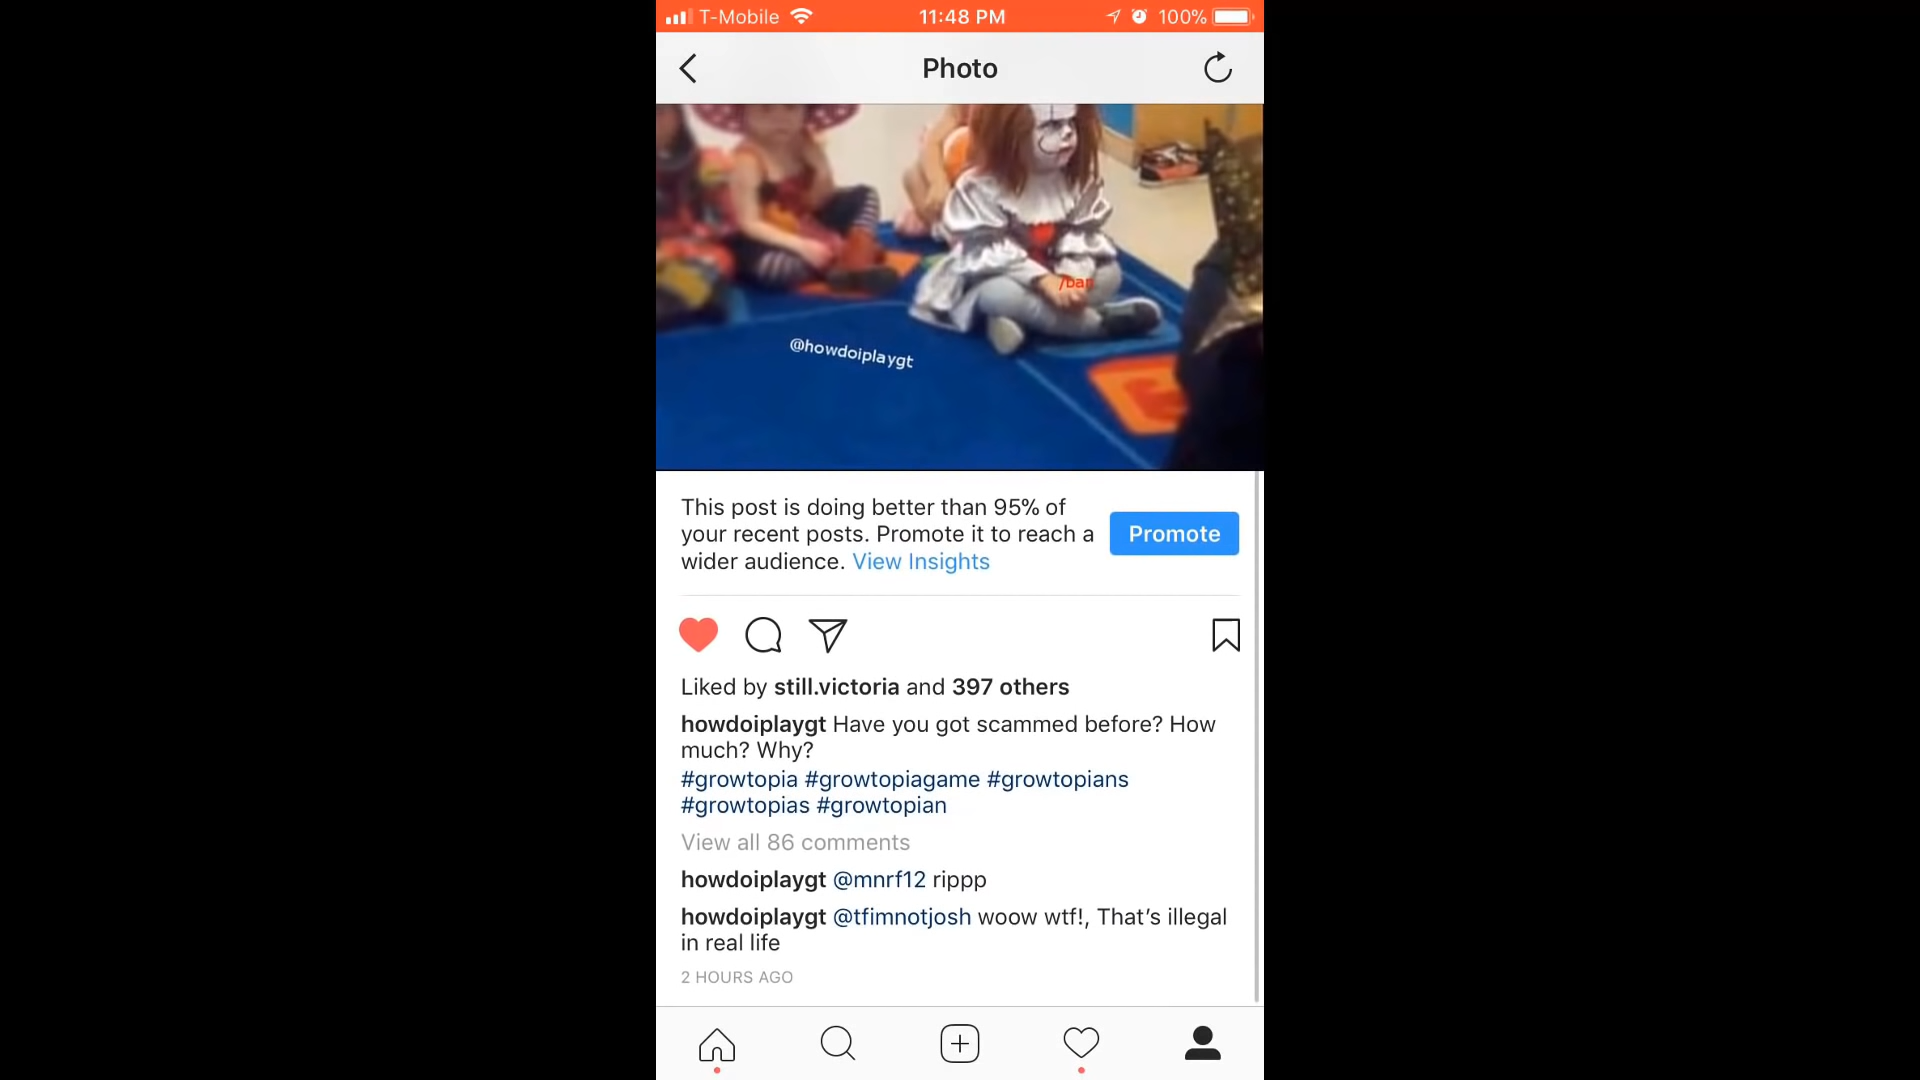 T-Mobile 11:48 PM 100%
Photo
/ban
@howdoiplaygt
This post is doing better than 95% of
your recent posts. Promote it to reach a
wider audience. View Insights
Promote
Liked by still.victoria and 397 others
howdoiplaygt Have you got scammed before? How
much? Why?
#growtopia #growtopiagame #growtopians
#growtopias #growtopian
View all 86 comments
howdoiplaygt @mnrf12 rippp
howdoiplaygt @tfimnotjosh woow wtf!, That’s illegal
in real life
2 HOURS AGO